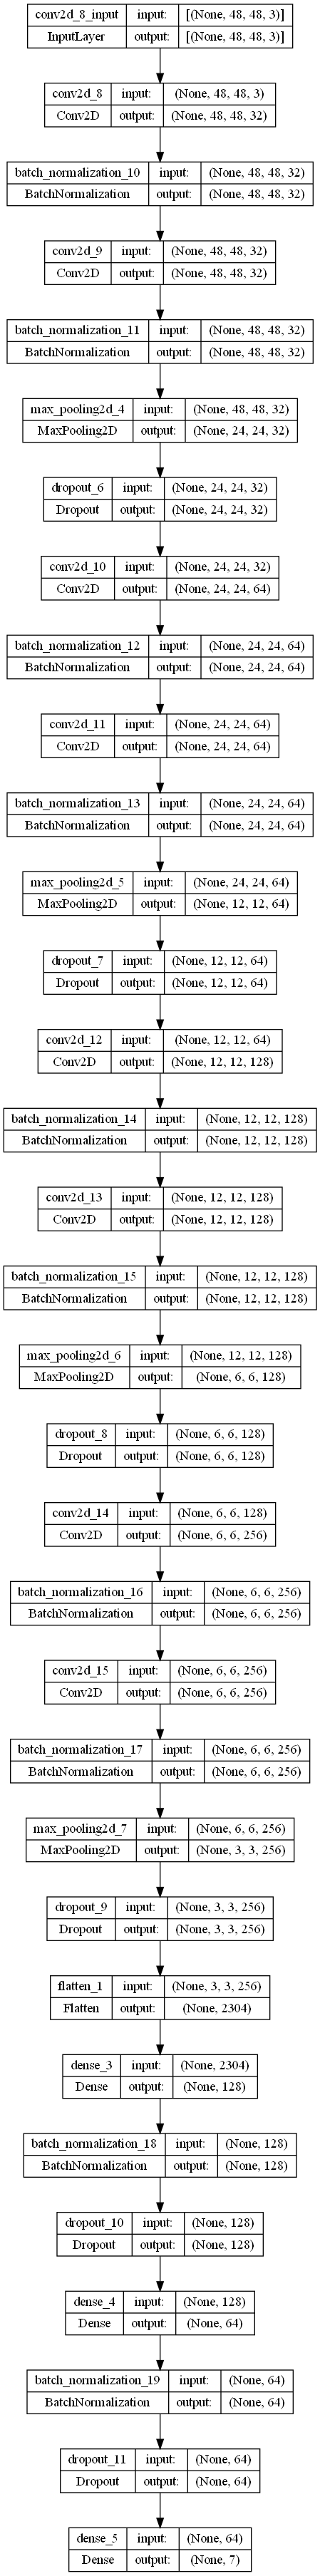 conv2d_8_input input: [(None, 48, 48, 3)]
InputLayer output: [(None, 48, 48, 3)]
conv2d_8 input: (None, 48, 48, 3)
Conv2D output: (None, 48, 48, 32)
batch_normalization_10 input: (None, 48, 48, 32)
BatchNormalization output: (None, 48, 48, 32)
conv2d_9 input: (None, 48, 48, 32)
Conv2D output: (None, 48, 48, 32)
batch_normalization_11 input: (None, 48, 48, 32)
BatchNormalization output: (None, 48, 48, 32)
max_pooling2d_4 input: (None, 48, 48, 32)
MaxPooling2D output: (None, 24, 24, 32)
dropout_6 input: (None, 24, 24, 32)
Dropout output: (None, 24, 24, 32)
conv2d_10 input: (None, 24, 24, 32)
Conv2D output: (None, 24, 24, 64)
batch_normalization_12 input: (None, 24, 24, 64)
BatchNormalization output: (None, 24, 24, 64)
conv2d_11 input: (None, 24, 24, 64)
Conv2D output: (None, 24, 24, 64)
batch_normalization_13 input: (None, 24, 24, 64)
BatchNormalization output: (None, 24, 24, 64)
max_pooling2d_5 input: (None, 24, 24, 64)
MaxPooling2D output: (None, 12, 12, 64)
dropout_7 input: (None, 12, 12, 64)
Dropout output: (None, 12, 12, 64)
conv2d_12 input: (None, 12, 12, 64)
Conv2D output: (None, 12, 12, 128)
batch_normalization_14 input: (None, 12, 12, 128)
BatchNormalization output: (None, 12, 12, 128)
conv2d_13 input: (None, 12, 12, 128)
Conv2D output: (None, 12, 12, 128)
batch_normalization_15 input: (None, 12, 12, 128)
BatchNormalization output: (None, 12, 12, 128)
max_pooling2d_6 input: (None, 12, 12, 128)
MaxPooling2D output: (None, 6, 6, 128)
dropout_8 input: (None, 6, 6, 128)
Dropout output: (None, 6, 6, 128)
conv2d_14 input: (None, 6, 6, 128)
Conv2D output: (None, 6, 6, 256)
batch_normalization_16 input: (None, 6, 6, 256)
BatchNormalization output: (None, 6, 6, 256)
conv2d_15 input: (None, 6, 6, 256)
Conv2D output: (None, 6, 6, 256)
batch_normalization_17 input: (None, 6, 6, 256)
BatchNormalization output: (None, 6, 6, 256)
max_pooling2d_7 input: (None, 6, 6, 256)
MaxPooling2D output: (None, 3, 3, 256)
dropout_9 input: (None, 3, 3, 256)
Dropout output: (None, 3, 3, 256)
flatten_1 input: (None, 3, 3, 256)
Flatten output: (None, 2304)
dense_3 input: (None, 2304)
Dense output: (None, 128)
batch_normalization_18 input: (None, 128)
BatchNormalization output: (None, 128)
dropout_10 input: (None, 128)
Dropout output: (None, 128)
dense_4 input: (None, 128)
Dense output: (None, 64)
batch_normalization_19 input: (None, 64)
BatchNormalization output: (None, 64)
dropout_11 input: (None, 64)
Dropout output: (None, 64)
dense_5 input: (None, 64)
Dense output: (None, 7)